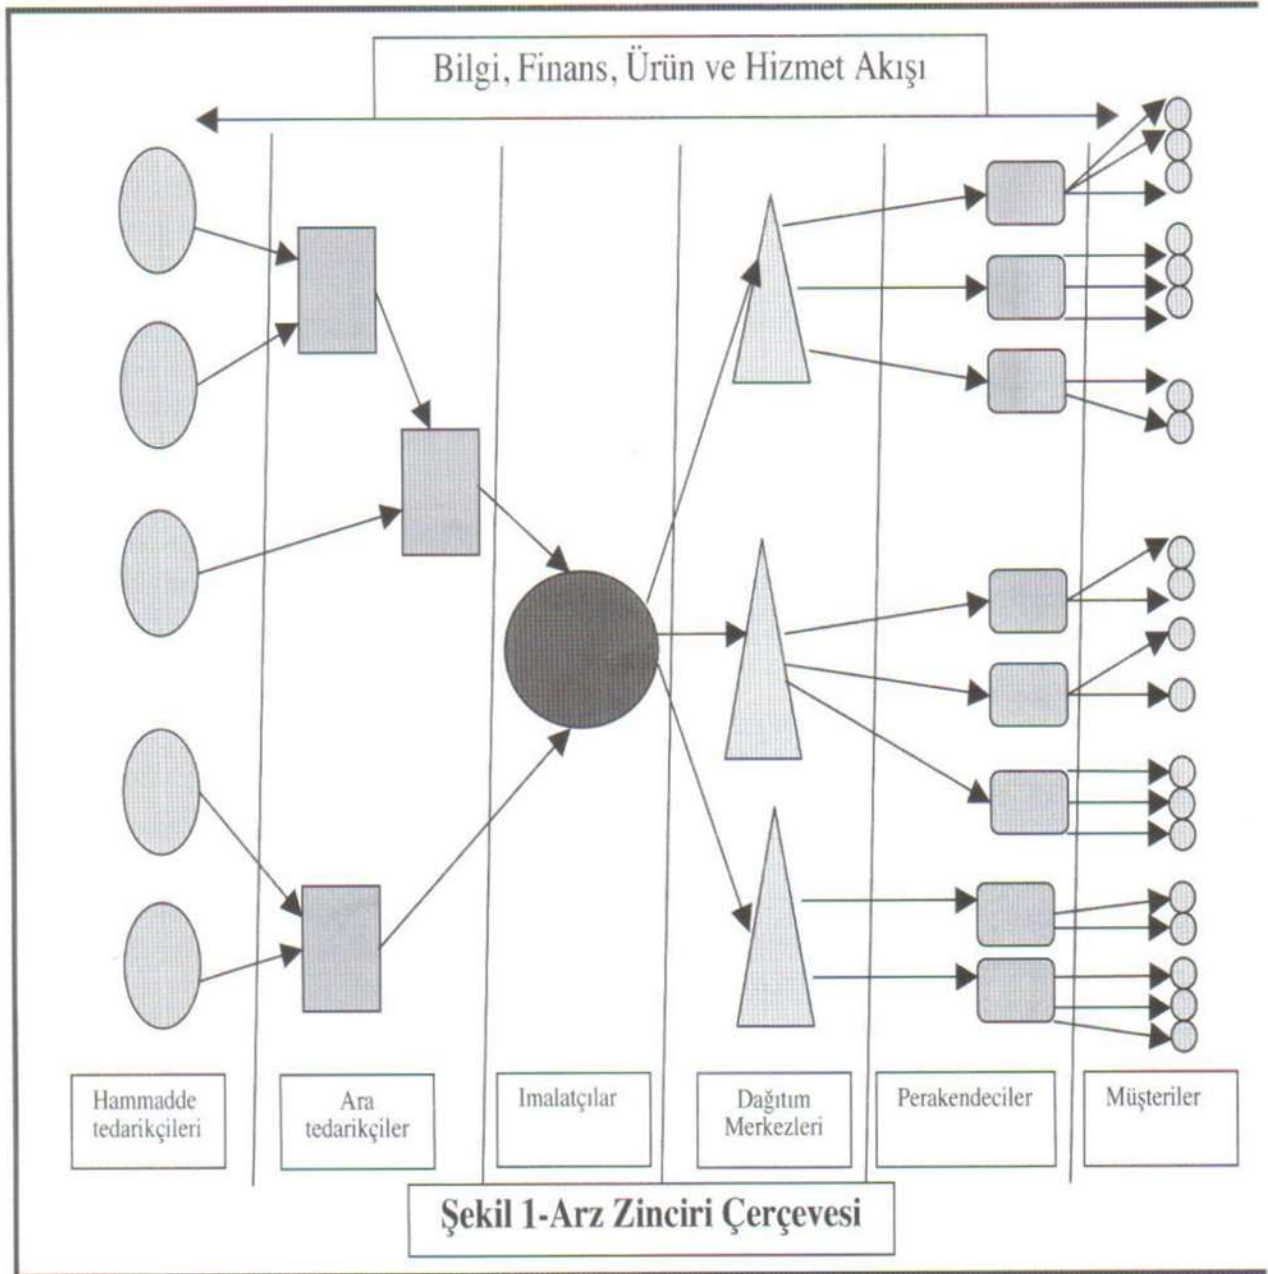 Bilgi, Finans, Ürün ve Hizmet Akışı
Hammadde
tedarikçileri
Ara
tedarikçiler
Imalatçılar
Dağıtım
Merkezleri
Perakendeciler
Müşteriler
Şekil 1-Arz Zinciri Çerçevesi